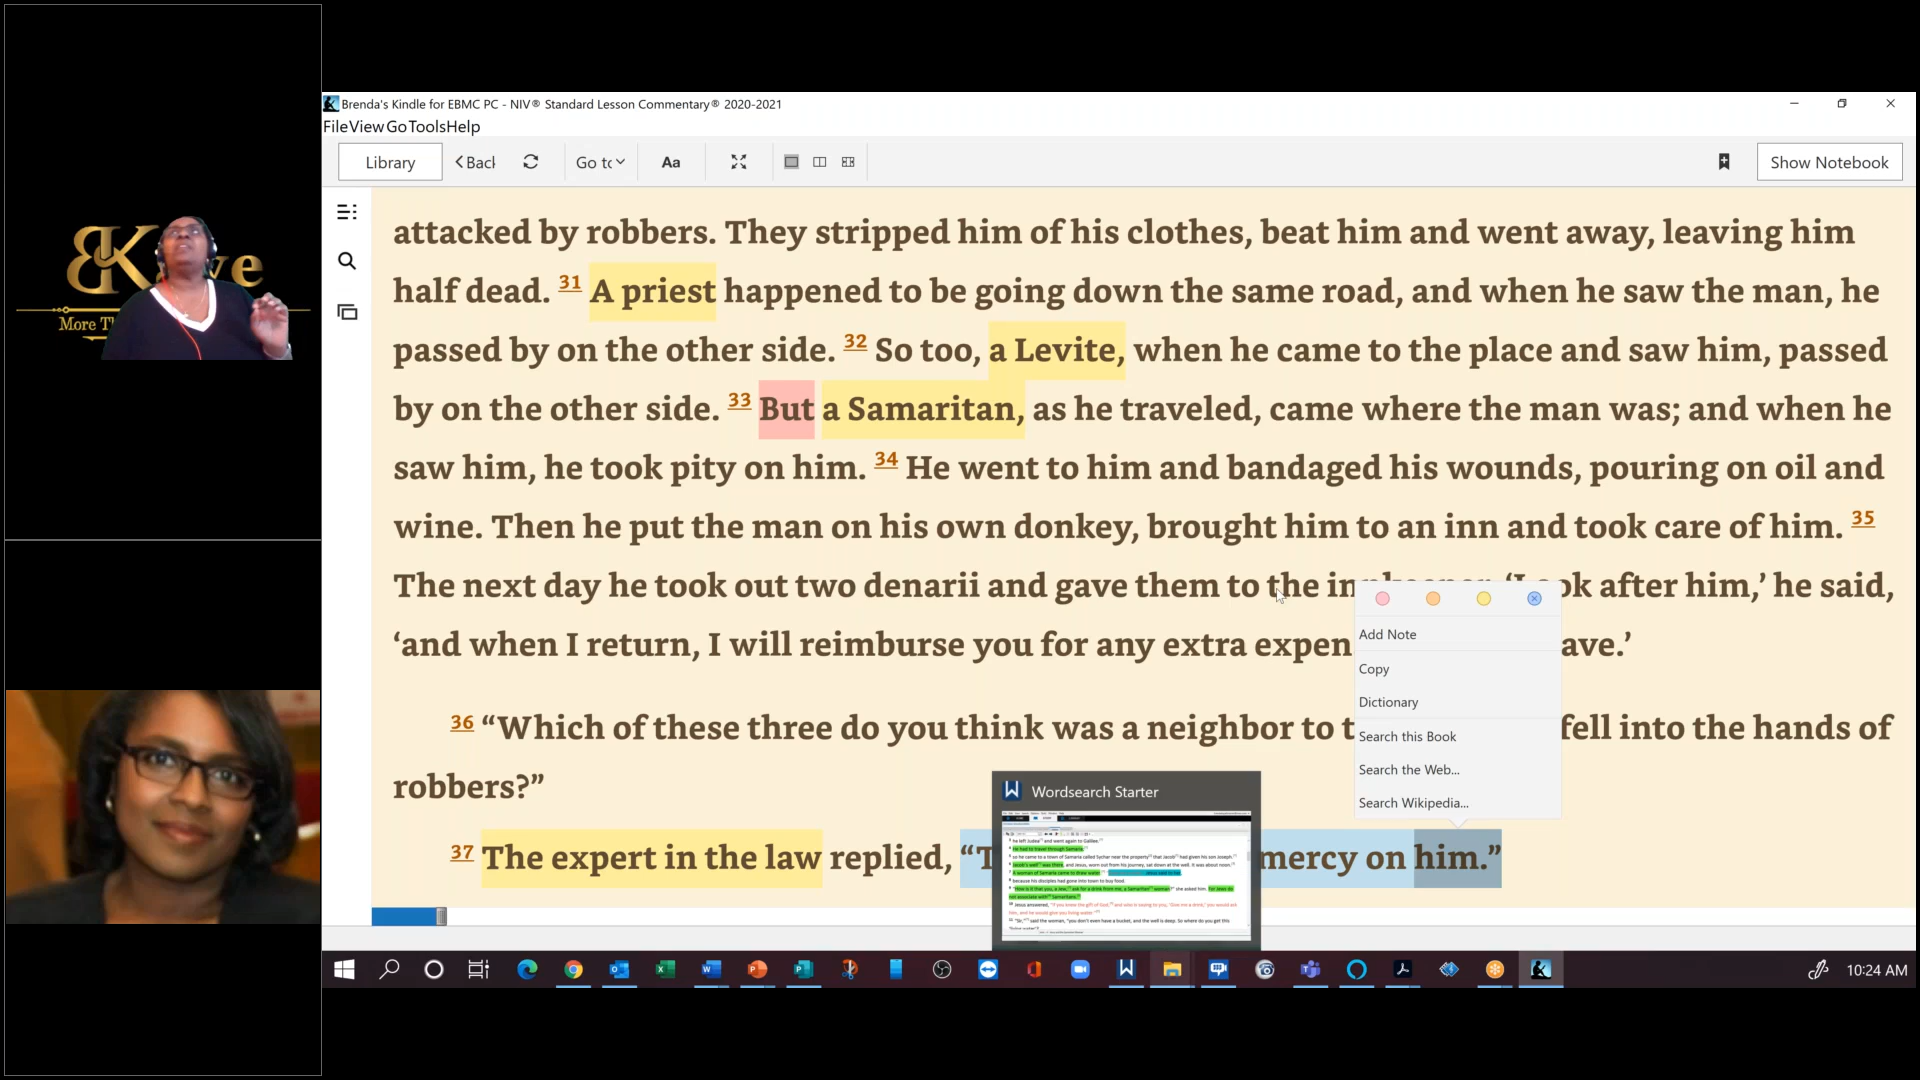 Brenda's Kindle for EBMC PC - NIV® Standard Lesson Commentary® 2020-2021
File View Go Tools Help
Library
Back
Go to
Aa
Show Notebook
attacked by robbers. They stripped him of his clothes, beat him and went away, leaving him
half dead. 31 A priest happened to be going down the same road, and when he saw the man, he
passed by on the other side. 32 So too, a Levite, when he came to the place and saw him, passed
by on the other side. 33 But a Samaritan, as he traveled, came where the man was; and when he
saw him, he took pity on him. 34 He went to him and bandaged his wounds, pouring on oil and
wine. Then he put the man on his own donkey, brought him to an inn and took care of him. 35
The next day he took out two denarii and gave them to the after him,’ he said,
‘and when I return, I will reimburse you for any extra
36 “Which of these three do you think was a neighbor to fell into the hands of
robbers?”
37 The expert in the law replied, mercy on him.”
Add Note
Copy
Dictionary
Search this Book
Search the Web...
Search Wikipedia...
Wordsearch Starter
More
10:24 AM